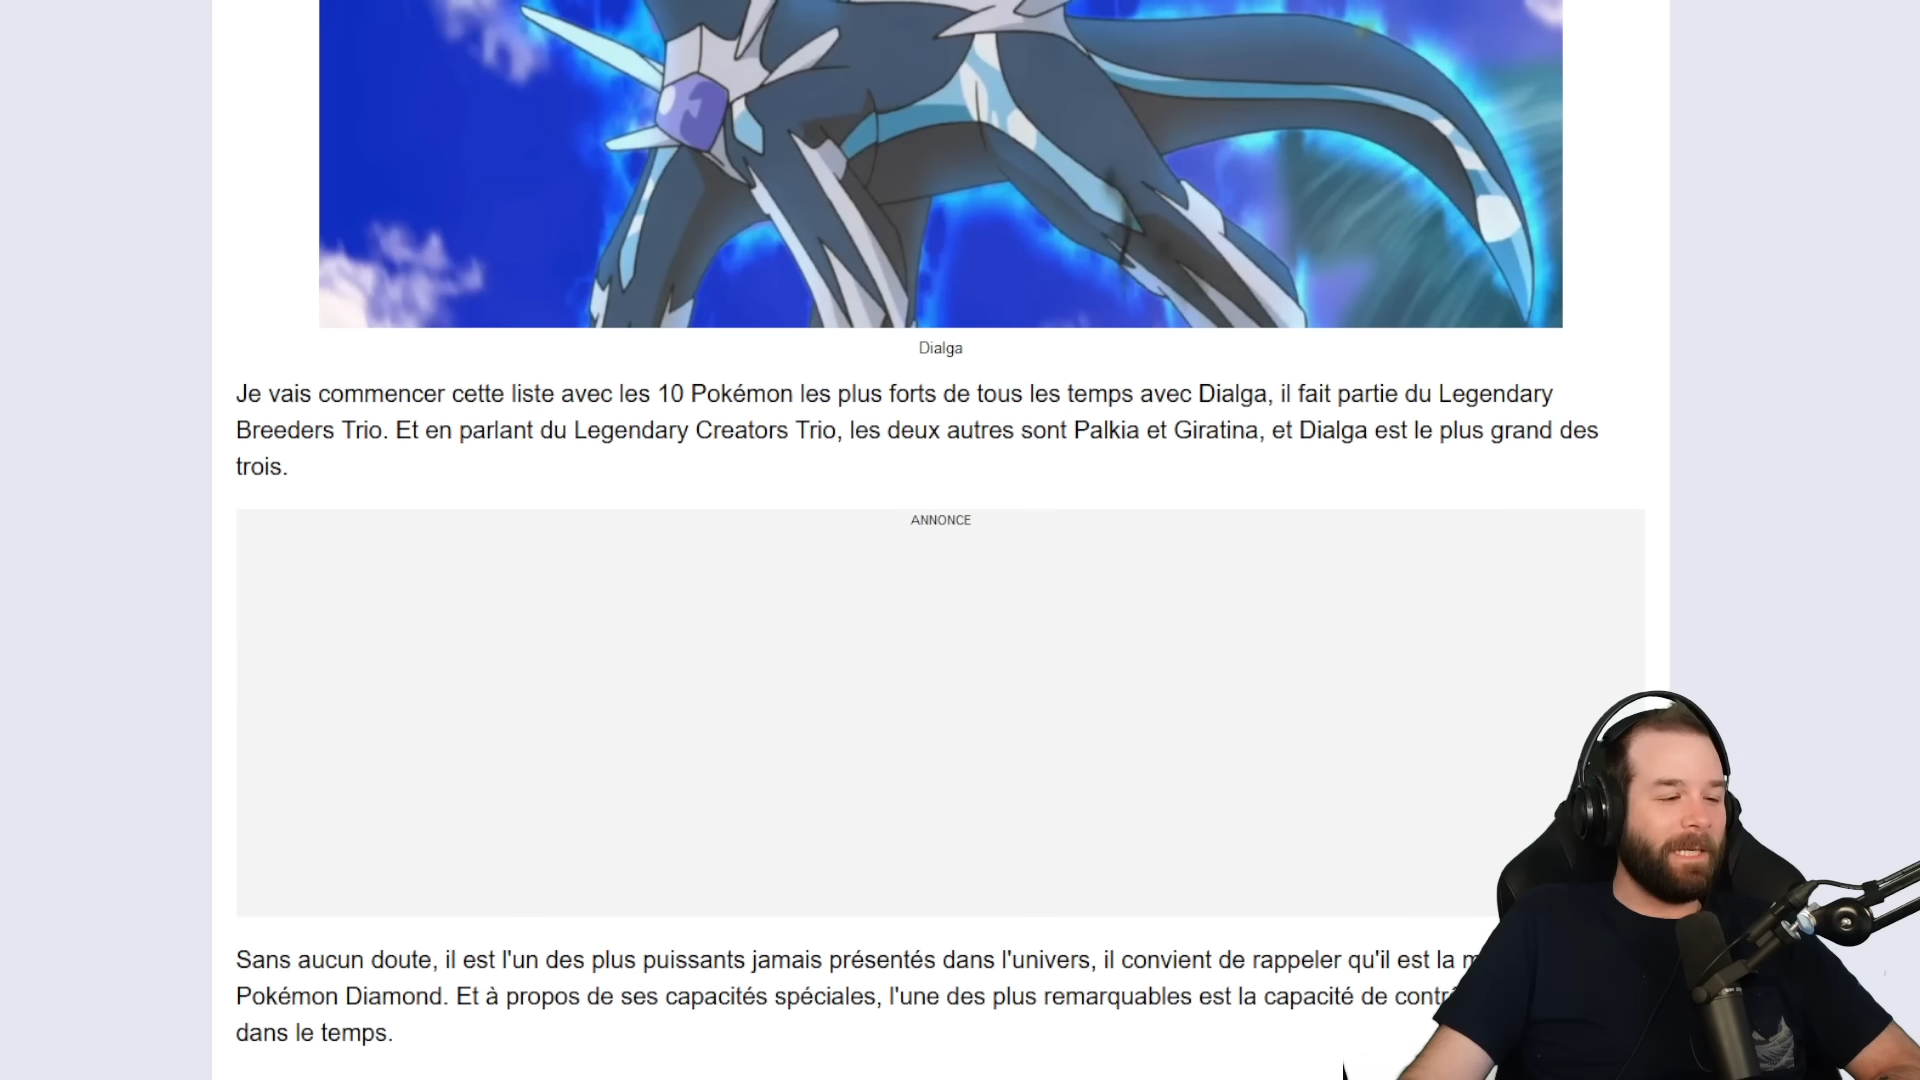 Dialga
Je vais commencer cette liste avec les 10 Pokémon les plus forts de tous les temps avec Dialga, il fait partie du Legendary
Breeders Trio. Et en parlant du Legendary Creators Trio, les deux autres sont Palkia et Giratina, et Dialga est le plus grand des
trois.
ANNONCE
Sans aucun doute, il est l'un des plus puissants jamais présentés dans l'univers, il convient de rappeler qu'il est la
Pokémon Diamond. Et à propos de ses capacités spéciales, l'une des plus remarquables est la capacité de
dans le temps.